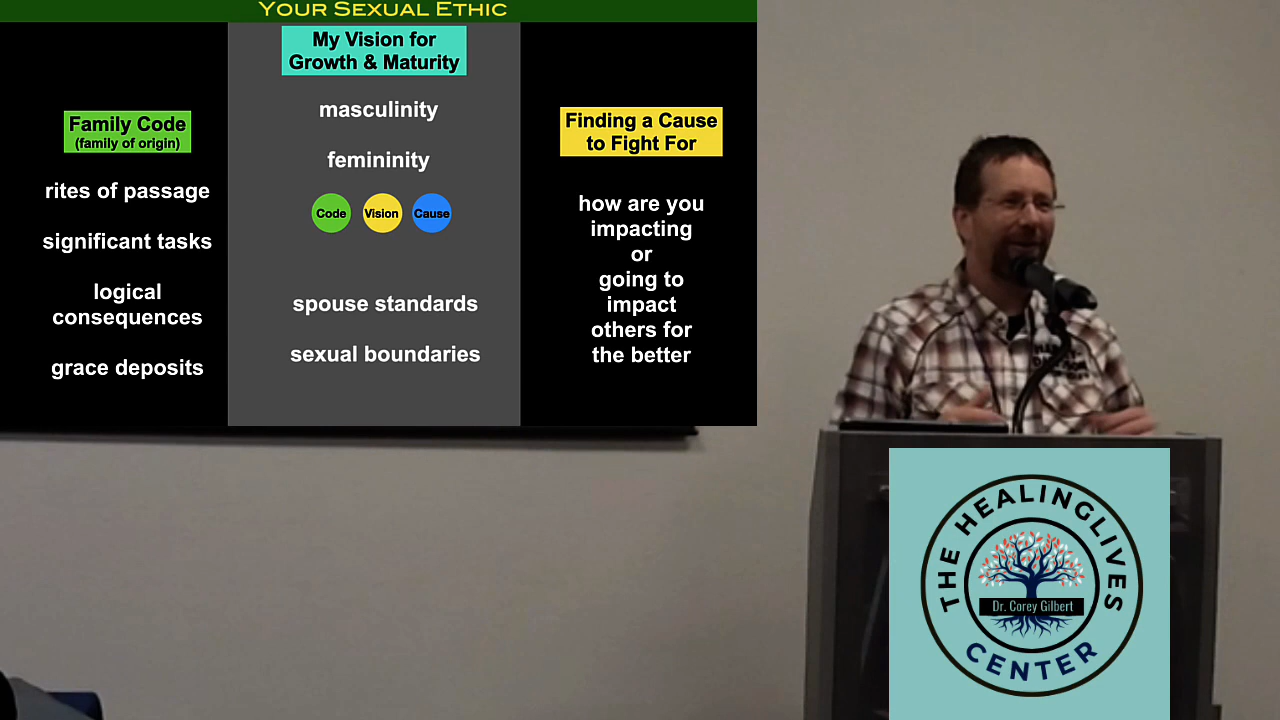 Your Sexual Ethic
Family Code
(family of origin)
rites of passage
significant tasks
logical
consequences
grace deposits
My Vision for
Growth & Maturity
masculinity
femininity
Code Vision Cause
spouse standards
sexual boundaries
Finding a Cause
to Fight For
how are you
impacting
or
going to
impact
others for
the better
THE HEALINGLIVES
Dr. Corey Gilbert
CENTER